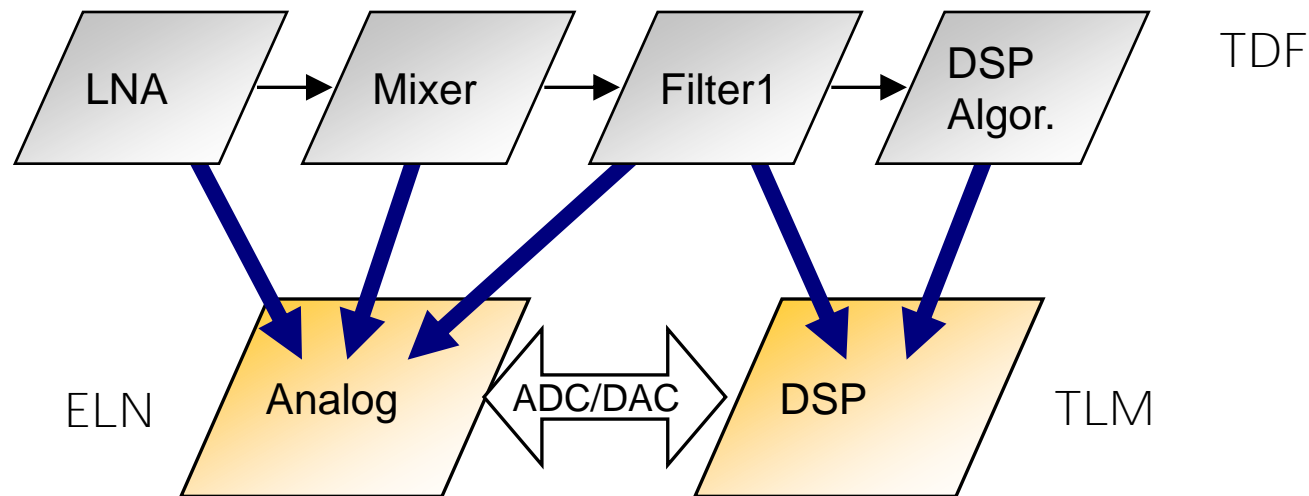 LNA
Mixer
Filter1
DSP
Algor.
TDF
ELN
Analog
ADC/DAC
DSP
TLM